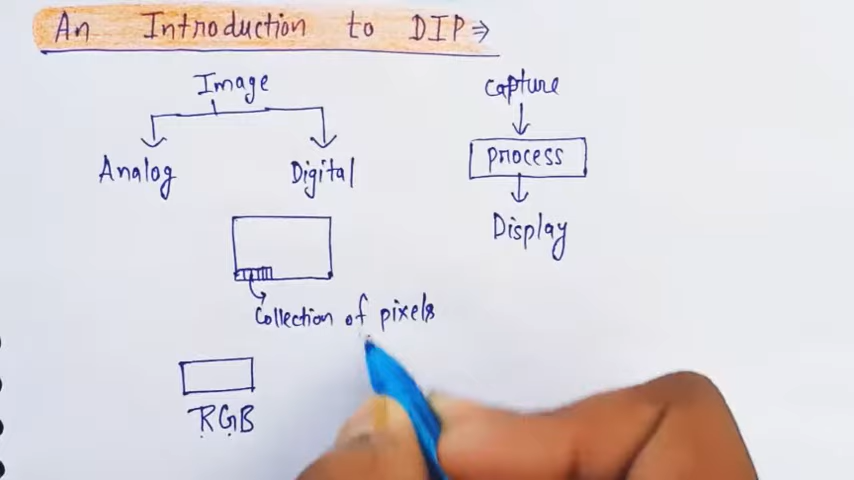 An Introduction to DIP ⇒
Image
Analog
Digital
Collection of pixels
RGB
Capture
Process
Display